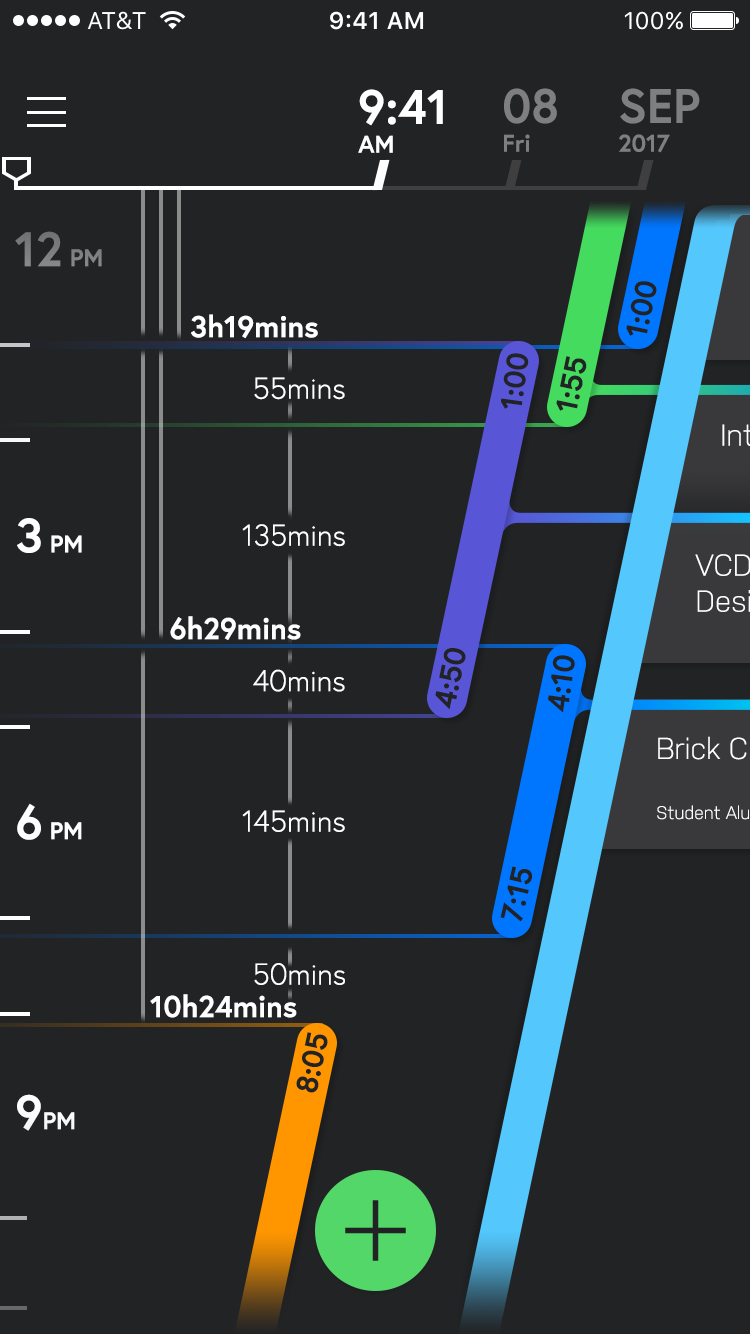 AT&T 9:41 AM 100%
9:41 08 SEP
AM Fri 2017
12 PM
1:00
3h19mins
1:00
55mins
1:55
Int
3 PM
135mins
VCD
Desi
6h29mins
4:50
4:10
40mins
Brick C
6 PM
145mins
Student Alu
7:15
50mins
10h24mins
8:05
9PM